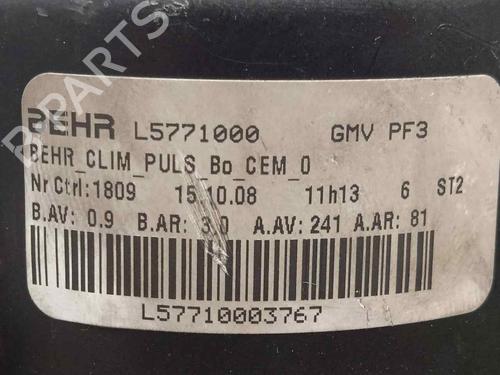 B-PARTS
BEHR L5771000 GMV PF3
BEHR_CLIM_PULS_Bo_CEM_0
Nr Ctrl:1809 15.10.08 11h13 6 ST2
B.AV: 0.9 B.AR: 3.0 A.AV: 241 A.AR: 81
L57710003767